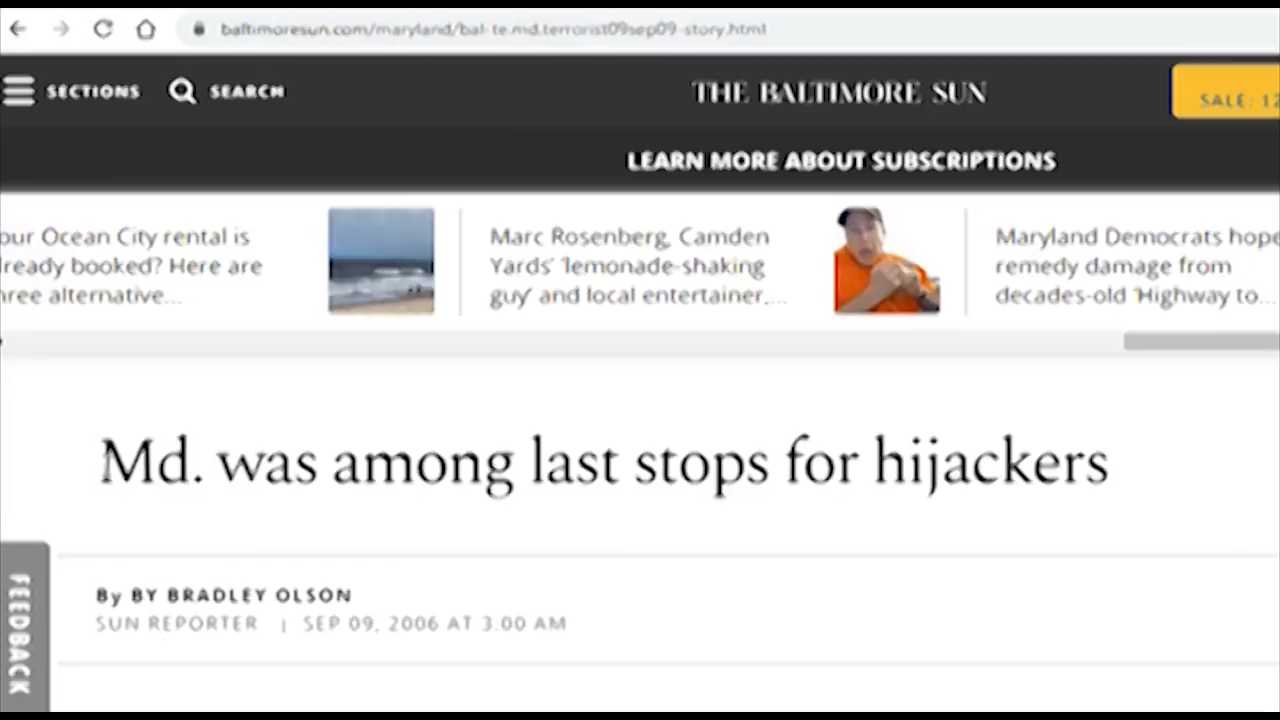 baltimoresun.com/maryland/bal-te.md.terrorist09sep09-story.html
SECTIONS SEARCH THE BALTIMORE SUN SALE: 12
LEARN MORE ABOUT SUBSCRIPTIONS
our Ocean City rental is
lready booked? Here are
hree alternative...
Marc Rosenberg, Camden
Yards' 'lemonade-shaking
guy' and local entertainer,...
Maryland Democrats hope
remedy damage from
decades-old 'Highway to...
Md. was among last stops for hijackers
By BY BRADLEY OLSON
SUN REPORTER | SEP 09, 2006 AT 3:00 AM
FEEDBACK